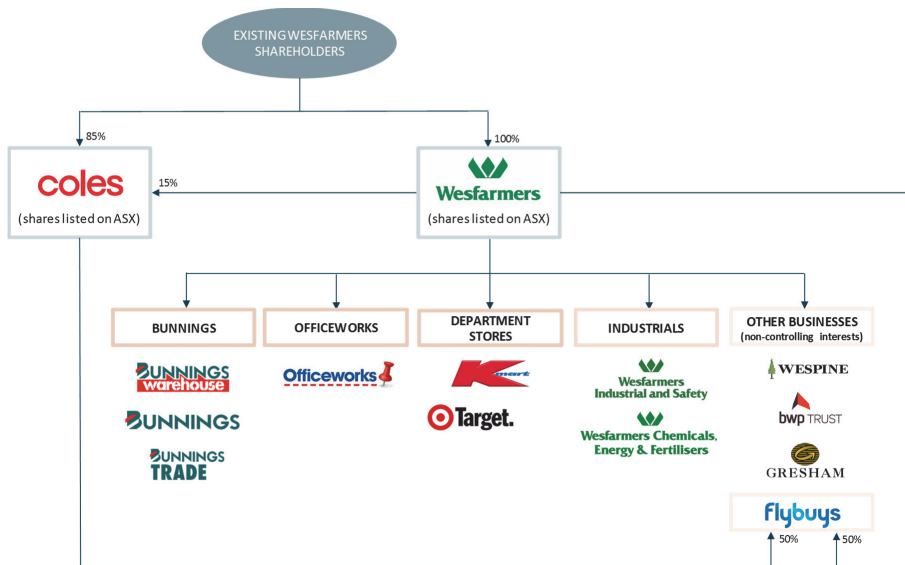 EXISTING WESFARMERS
SHAREHOLDERS
85%
100%
coles
(shares listed on ASX)
15%
Wesfarmers
(shares listed on ASX)
BUNNINGS
OFFICEWORKS
DEPARTMENT
STORES
INDUSTRIALS
OTHER BUSINESSES
(non-controlling interests)
BUNNINGS
warehouse
BUNNINGS
BUNNINGS
TRADE
Officeworks
Kmart
Target.
Wesfarmers
Industrial and Safety
Wesfarmers Chemicals,
Energy & Fertilisers
WESPINE
bwp TRUST
G
GRESHAM
flybuys
50%
50%